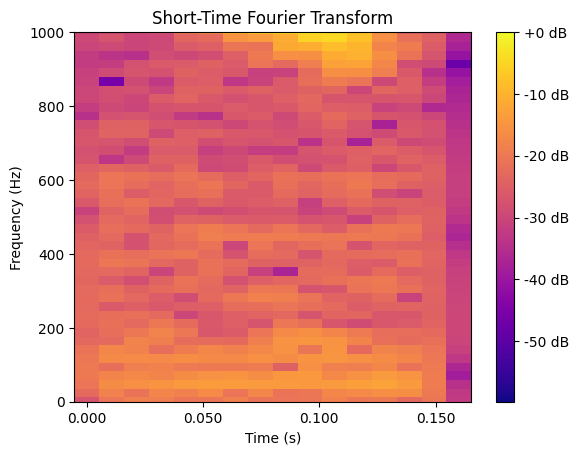 Short-Time Fourier Transform
1000
800
600
400
200
0
Frequency (Hz)
0.000
0.050
0.100
0.150
Time (s)
+0 dB
-10 dB
-20 dB
-30 dB
-40 dB
-50 dB